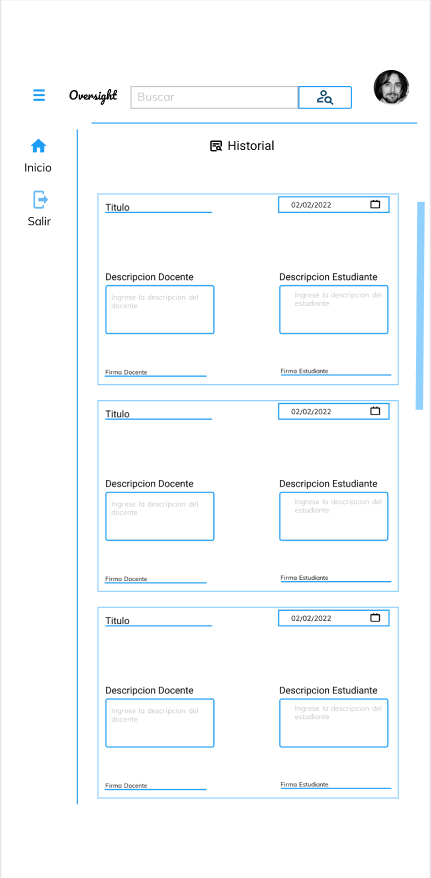 Oversight
Buscar
Inicio
Salir
Historial
Titulo
02/02/2022
Descripcion Docente
Descripcion Estudiante
Ingrese la descripcion del
docente
Ingrese la descripcion del
estudiante
Firma Docente
Firma Estudiante
Titulo
02/02/2022
Descripcion Docente
Descripcion Estudiante
Ingrese la descripcion del
docente
Ingrese la descripcion del
estudiante
Firma Docente
Firma Estudiante
Titulo
02/02/2022
Descripcion Docente
Descripcion Estudiante
Ingrese la descripcion del
docente
Ingrese la descripcion del
estudiante
Firma Docente
Firma Estudiante